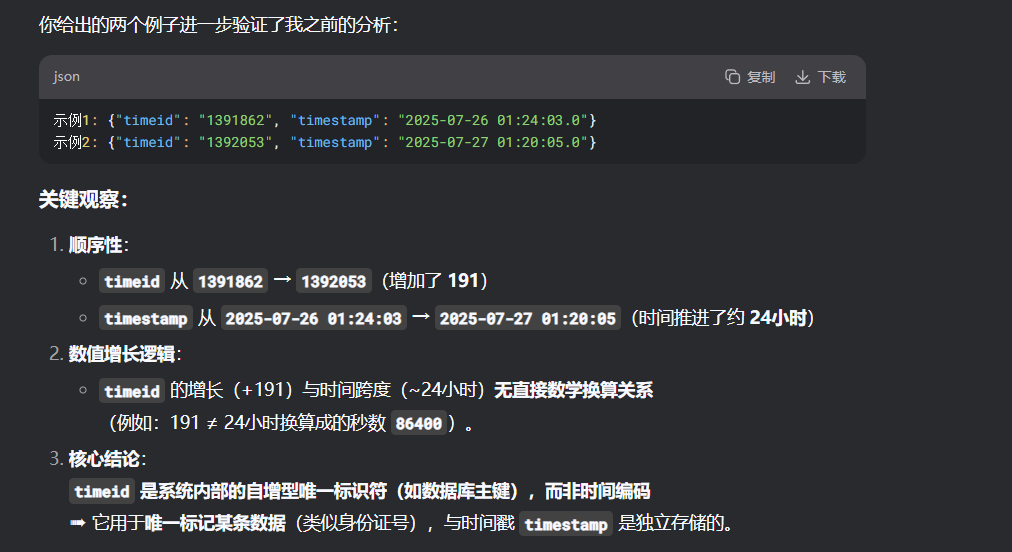 你给出的两个例子进一步验证了我之前的分析：
json 复制 下载
示例1: {"timeid": "1391862", "timestamp": "2025-07-26 01:24:03.0"}
示例2: {"timeid": "1392053", "timestamp": "2025-07-27 01:20:05.0"}
关键观察：
1. 顺序性：
◦ timeid 从 1391862 → 1392053（增加了 191）
◦ timestamp 从 2025-07-26 01:24:03 → 2025-07-27 01:20:05（时间推进了约 24小时）
2. 数值增长逻辑：
◦ timeid 的增长（+191）与时间跨度（~24小时）无直接数学换算关系
（例如：191 ≠ 24小时换算成的秒数 86400）。
3. 核心结论：
timeid 是系统内部的自增型唯一标识符（如数据库主键），而非时间编码
➡ 它用于唯一标记某条数据（类似身份证号），与时间戳 timestamp 是独立存储的。